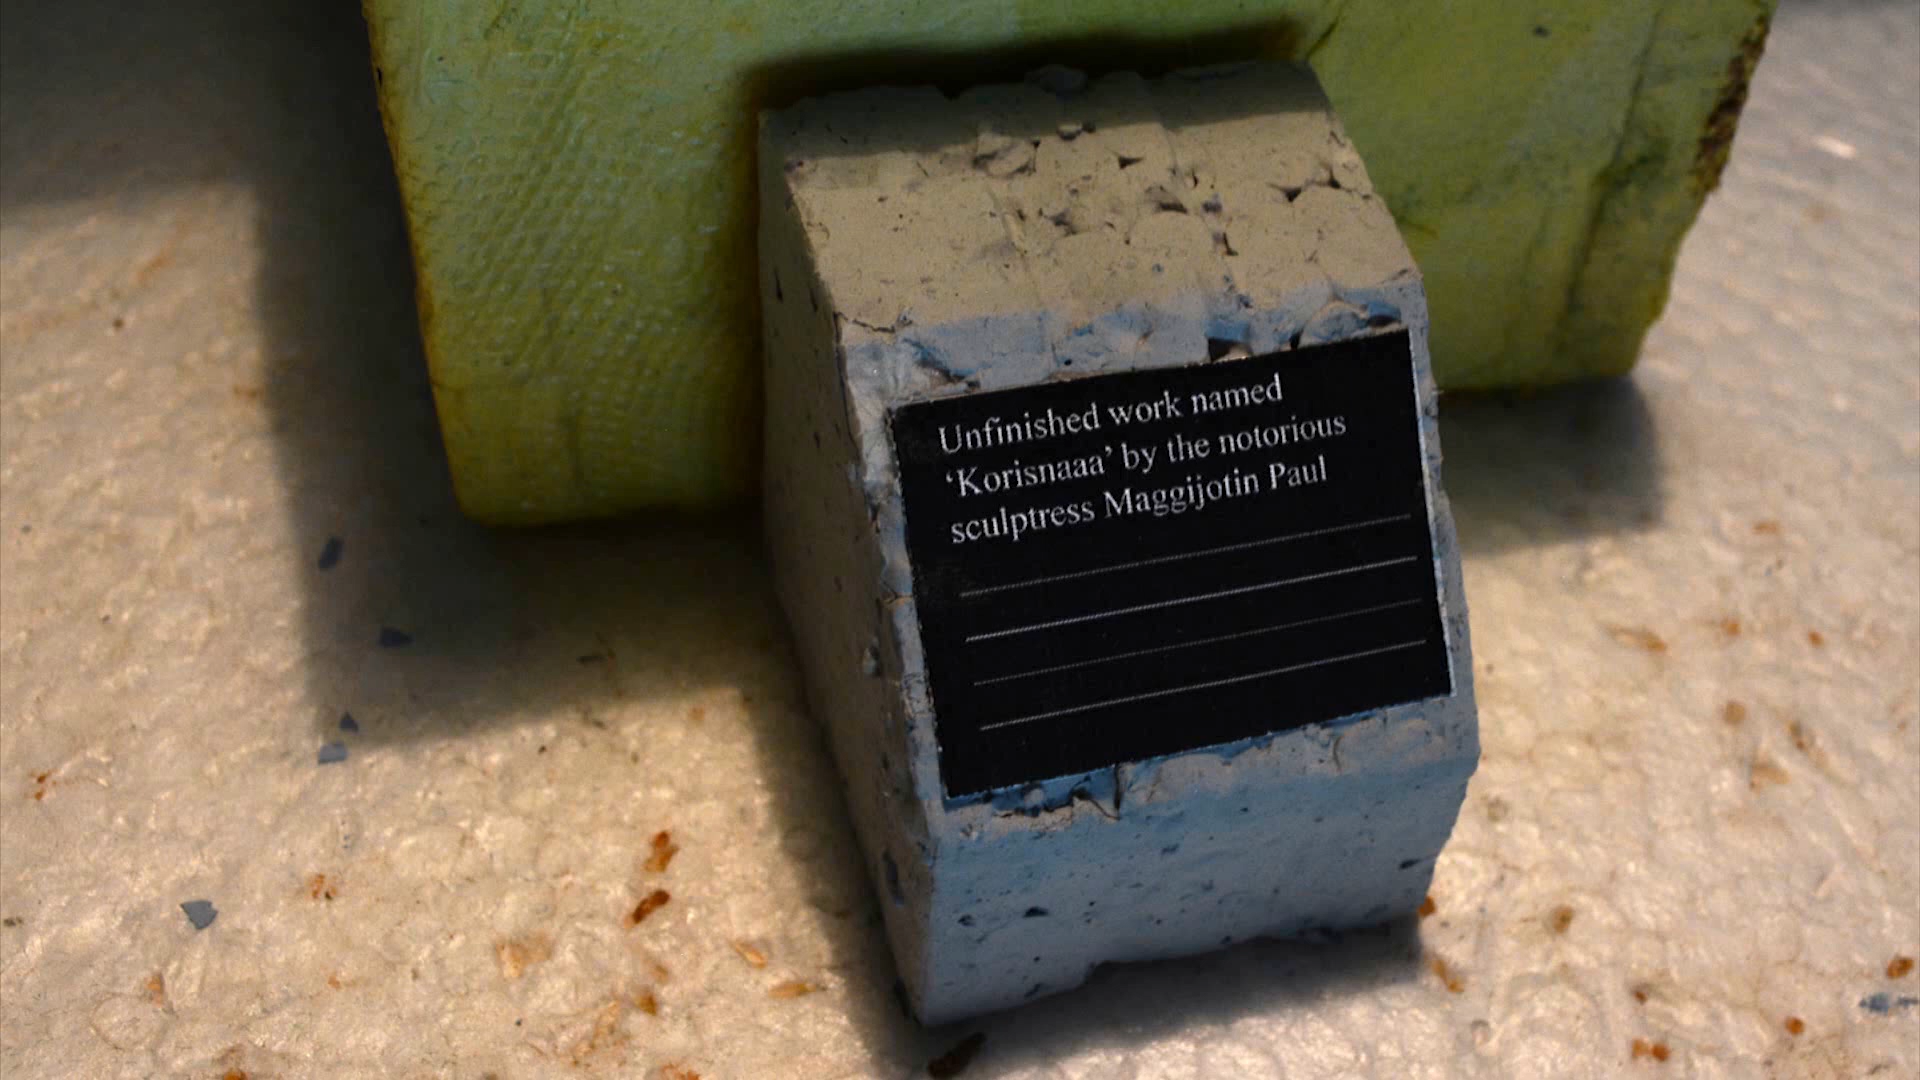 Unfinished work named
‘Korisnaaa’ by the notorious
sculptress Maggijotin Paul